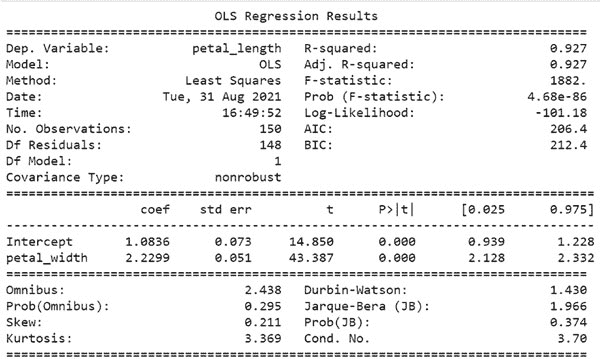 OLS Regression Results
==============================================================================
Dep. Variable: petal_length R-squared: 0.927
Model: OLS Adj. R-squared: 0.927
Method: Least Squares F-statistic: 1882.
Date: Tue, 31 Aug 2021 Prob (F-statistic): 4.68e-86
Time: 16:49:52 Log-Likelihood: -101.18
No. Observations: 150 AIC: 206.4
Df Residuals: 148 BIC: 212.4
Df Model: 1
Covariance Type: nonrobust
==============================================================================
coef std err t P>|t| [0.025 0.975]
------------------------------------------------------------------------------
Intercept 1.0836 0.073 14.850 0.000 0.939 1.228
petal_width 2.2299 0.051 43.387 0.000 2.128 2.332
==============================================================================
Omnibus: 2.438 Durbin-Watson: 1.430
Prob(Omnibus): 0.295 Jarque-Bera (JB): 1.966
Skew: 0.211 Prob(JB): 0.374
Kurtosis: 3.369 Cond. No. 3.70
==============================================================================